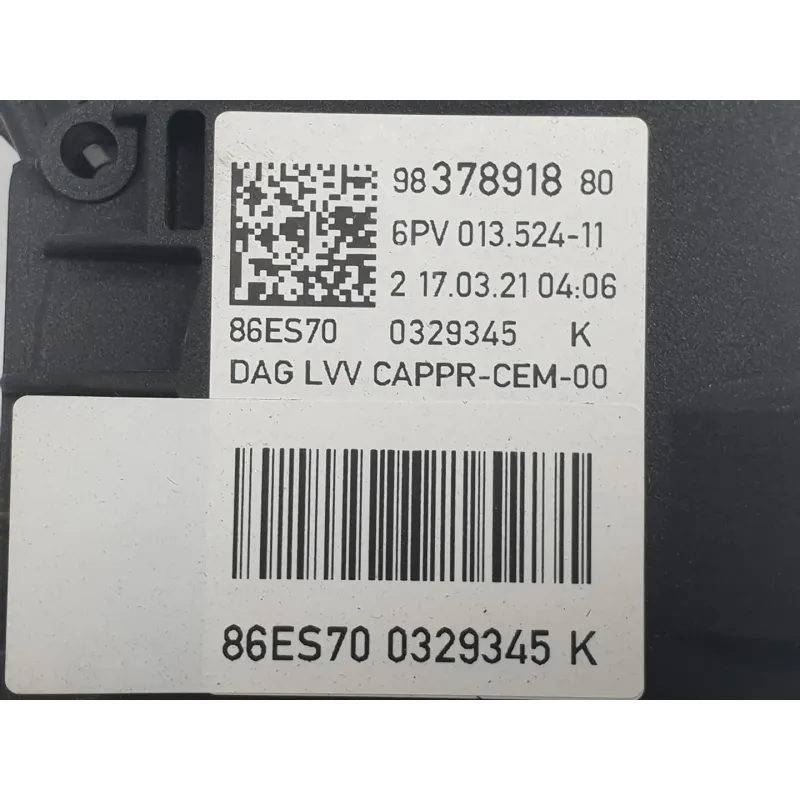 98 378918 80
6PV 013.524-11
2 17.03.21 04:06
86ES70 0329345 K
DAG LVV CAPPR-CEM-00
86ES70 0329345 K